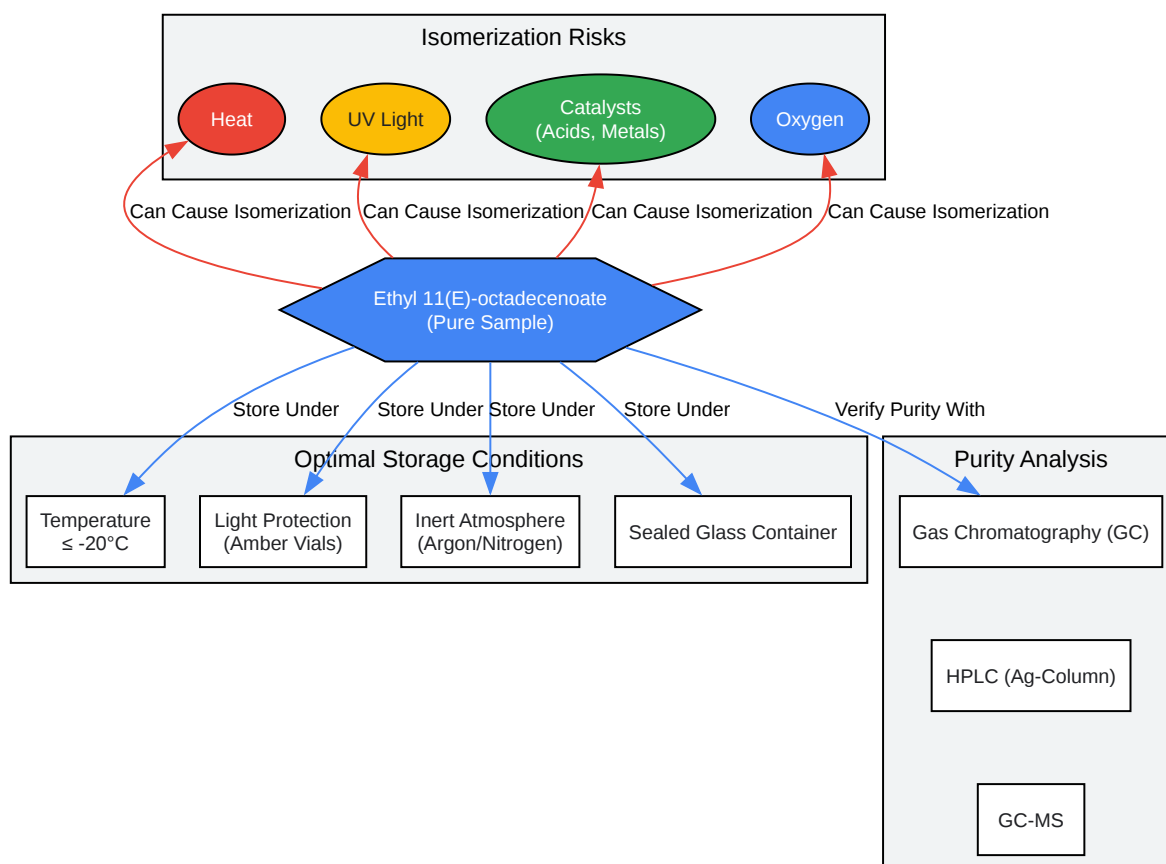 Isomerization Risks
Heat
UV Light
Catalysts
(Acids, Metals)
Oxygen
Can Cause Isomerization
Can Cause Isomerization
Can Cause Isomerization
Can Cause Isomerization
Ethyl 11(E)-octadecenoate
(Pure Sample)
Store Under
Store Under
Store Under
Store Under
Verify Purity With
Optimal Storage Conditions
Temperature
≤ -20°C
Light Protection
(Amber Vials)
Inert Atmosphere
(Argon/Nitrogen)
Sealed Glass Container
Purity Analysis
Gas Chromatography (GC)
HPLC (Ag-Column)
GC-MS